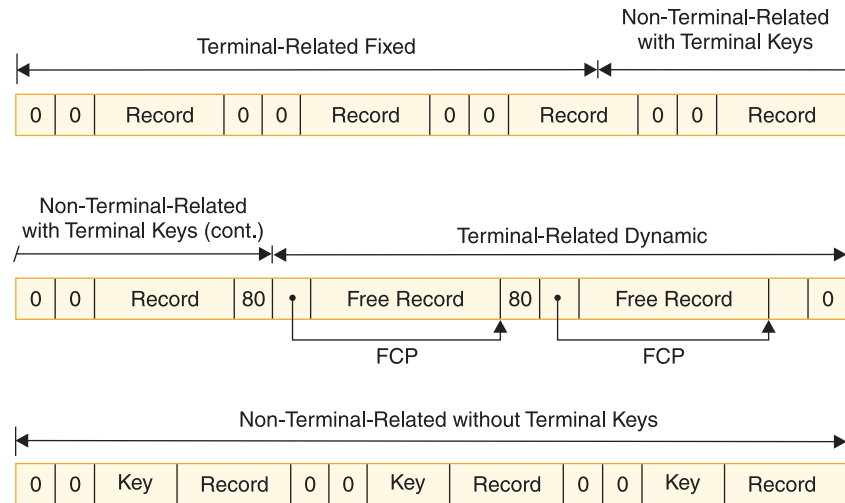 Terminal-Related Fixed
Non-Terminal-Related
with Terminal Keys
0 0 Record 0 0 Record 0 0 Record 0 0 Record
Non-Terminal-Related
with Terminal Keys (cont.)
Terminal-Related Dynamic
0 0 Record 80 Free Record 80 Free Record 0
FCP FCP
Non-Terminal-Related without Terminal Keys
0 0 Key Record 0 0 Key Record 0 0 Key Record